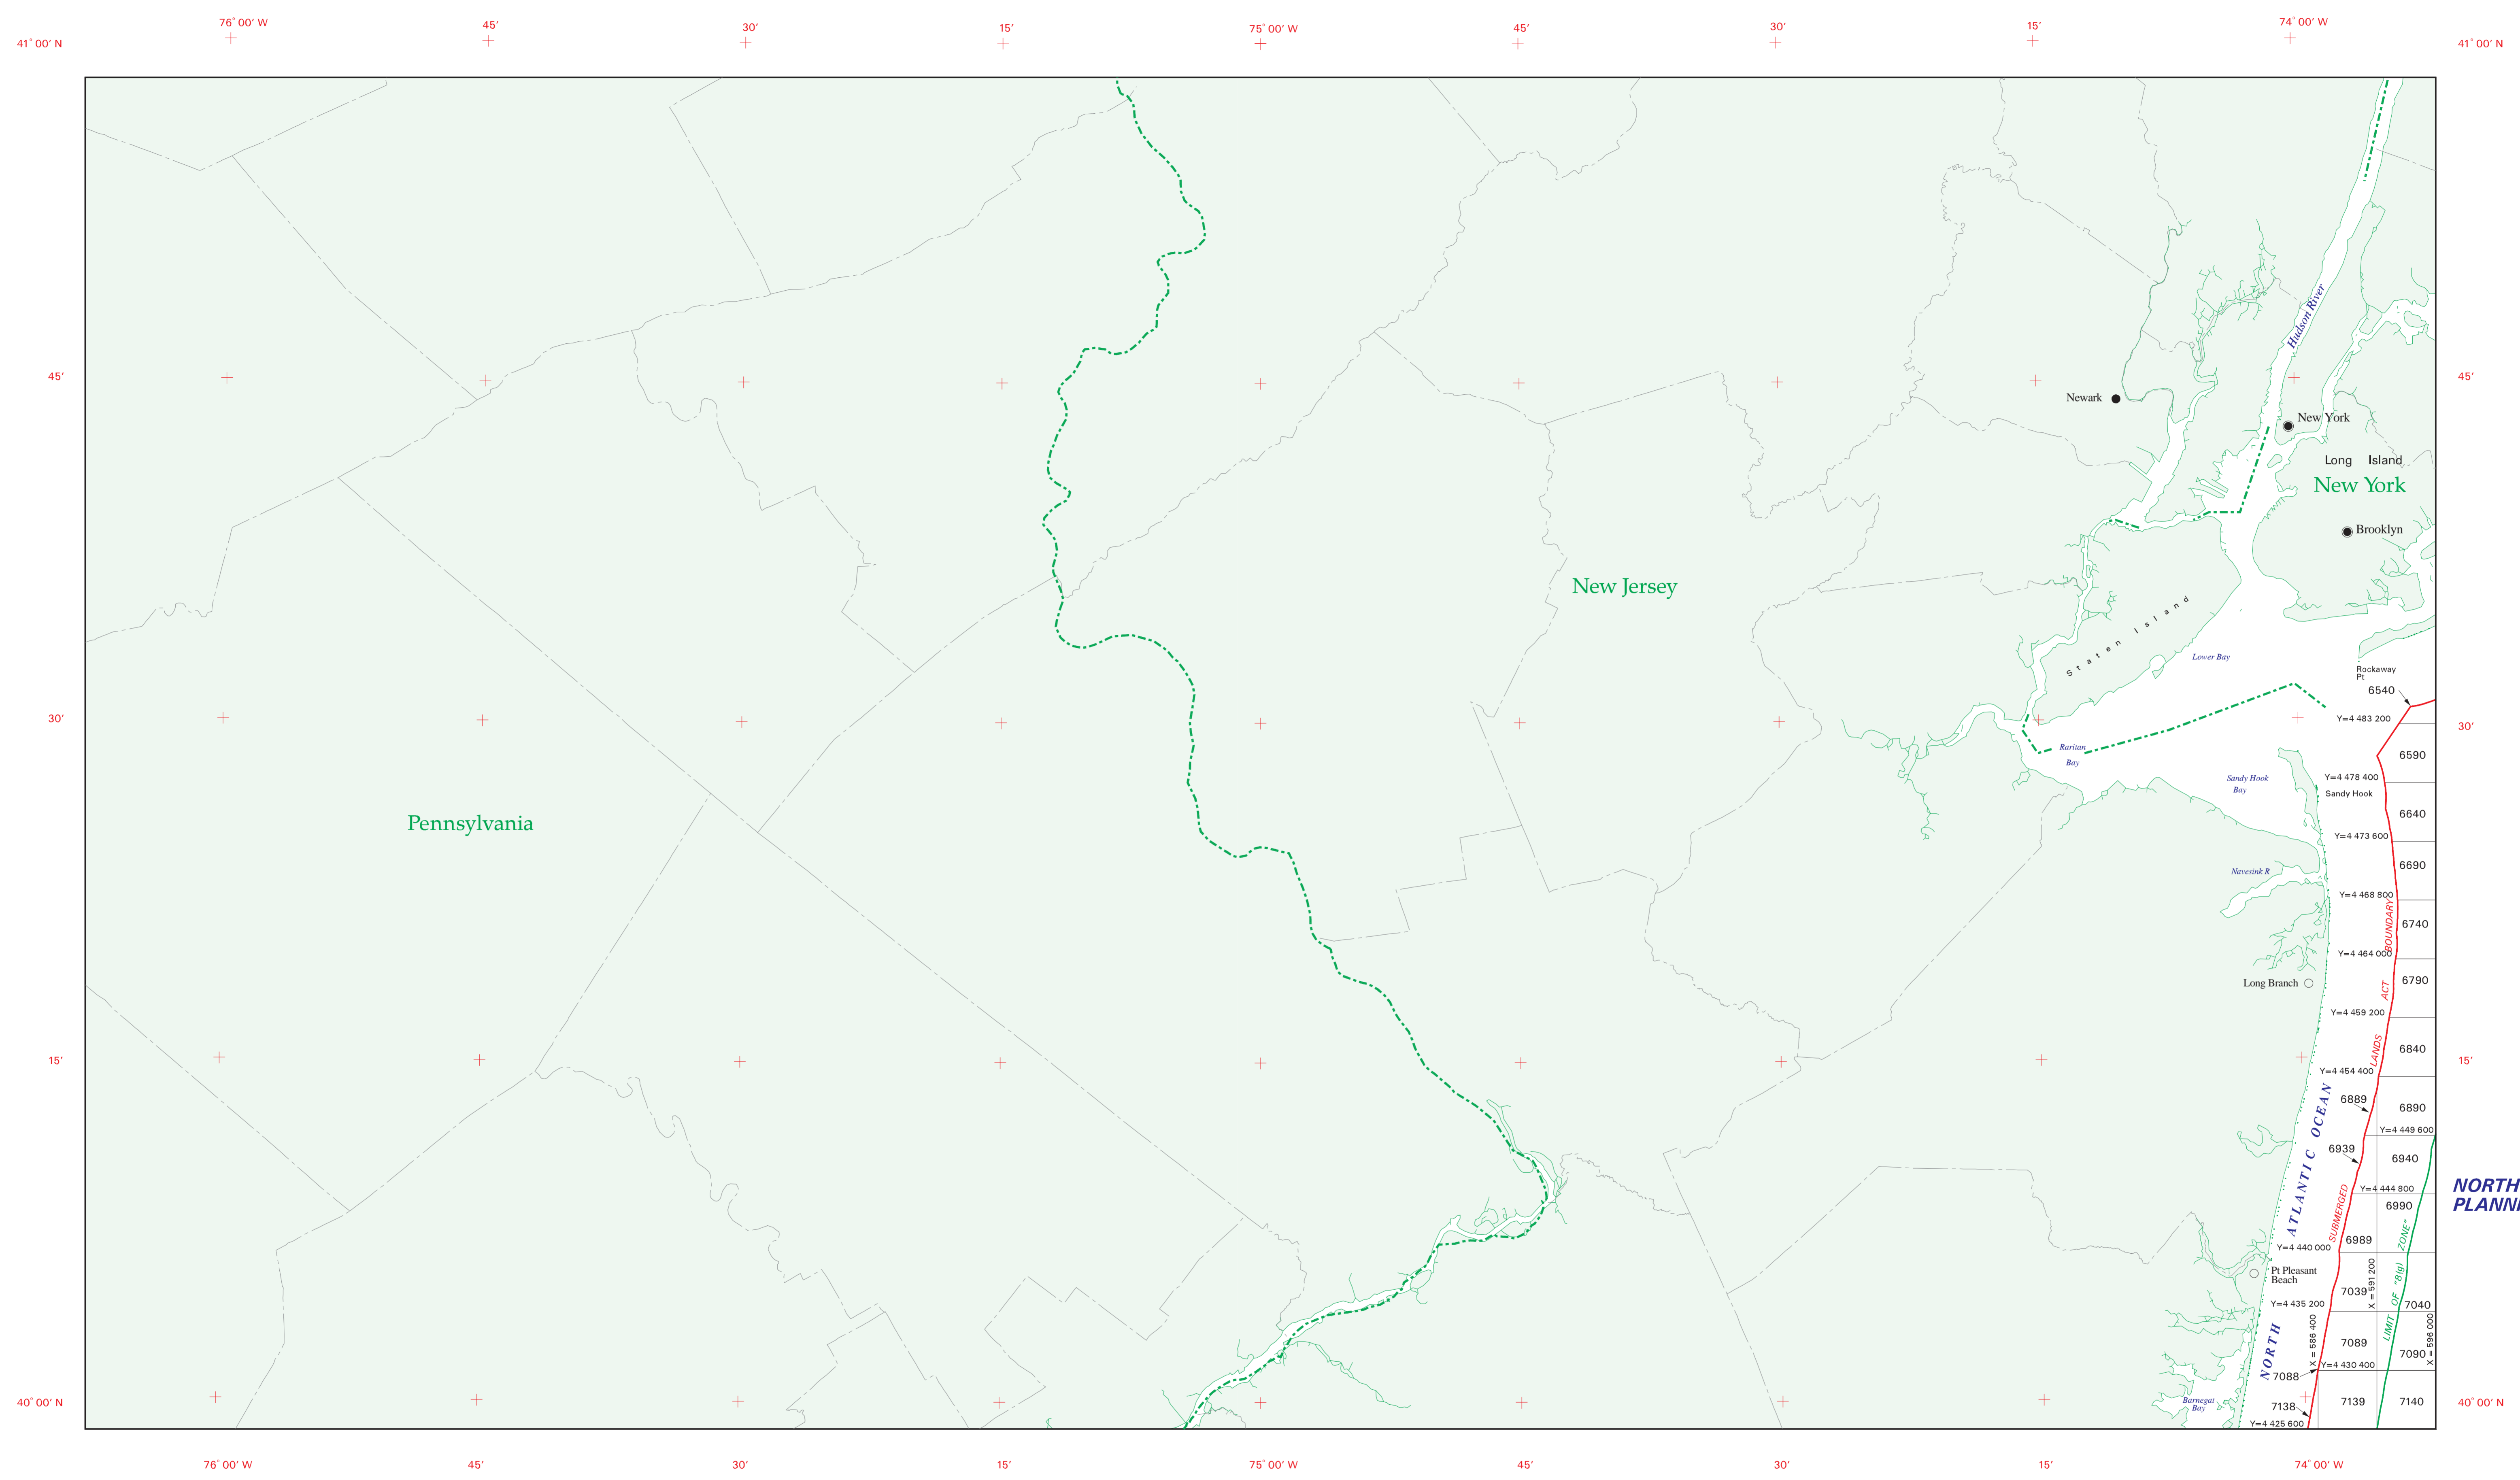 76° 00′ W
45′
30′
15′
75° 00′ W
45′
30′
15′
74° 00′ W
41° 00′ N
41° 00′ N
Hudson River
45′
45′
Newark
New York
Long Island
New York
Brooklyn
New Jersey
Staten Island
Lower Bay
Rockaway
Pt
6540
30′
Y=4 483 200
30′
Raritan
Bay
6590
Sandy Hook
Bay
Y=4 478 400
Sandy Hook
6640
Pennsylvania
Y=4 473 600
6690
Navesink R
Y=4 468 800
6740
Y=4 464 000
6790
Long Branch
Y=4 459 200
SUBMERGED LANDS ACT BOUNDARY
6840
15′
15′
Y=4 454 400
6889
6890
Y=4 449 600
NORTH ATLANTIC OCEAN
6939
6940
Y=4 444 800
NORTH
PLANNI
6990
6989
Y=4 440 000
LIMIT OF "8(g) ZONE"
Pt Pleasant
Beach
X = 591 200
7039
7040
Y=4 435 200
X = 586 400
X = 596 000
7089
7090
Y=4 430 400
7088
Barnegat
Bay
7138
7139
7140
40° 00′ N
40° 00′ N
Y=4 425 600
76° 00′ W
45′
30′
15′
75° 00′ W
45′
30′
15′
74° 00′ W